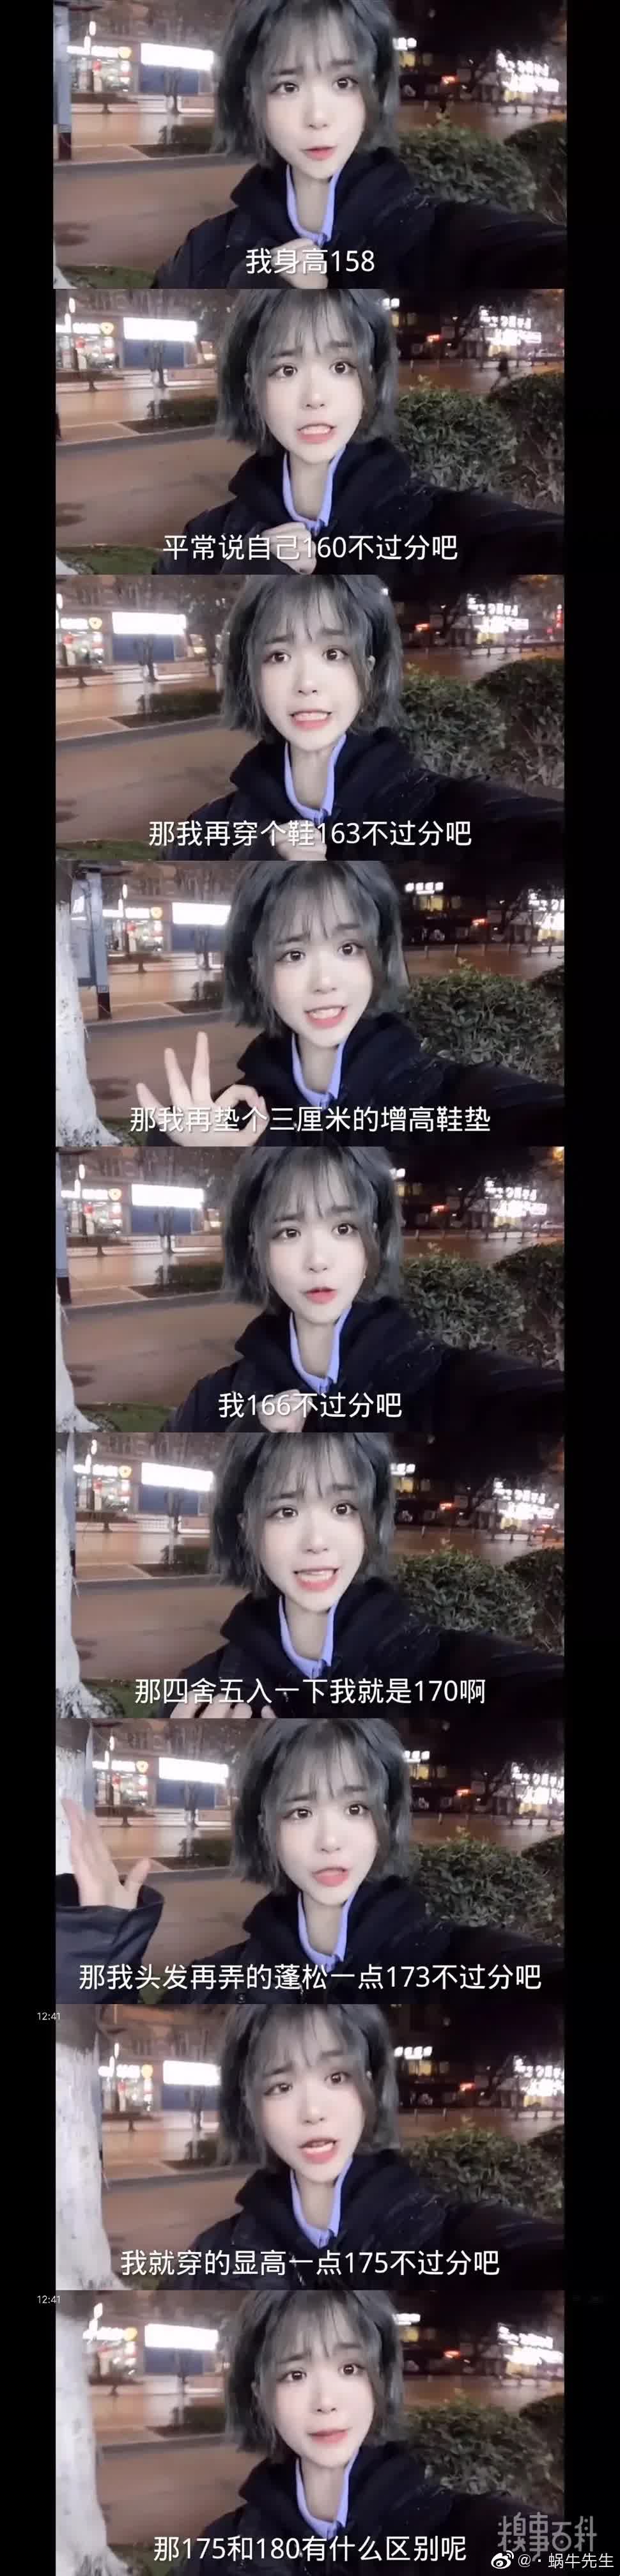 我身高158
平常说自己160不过分吧
那我再穿个鞋163不过分吧
那我再垫个三厘米的增高鞋垫
我166不过分吧
那四舍五入一下我就是170啊
那我头发再弄的蓬松一点173不过分吧
12:41
我就穿的显高一点175不过分吧
12:41
那175和180有什么区别呢
糗事百科
@·蜗牛先生